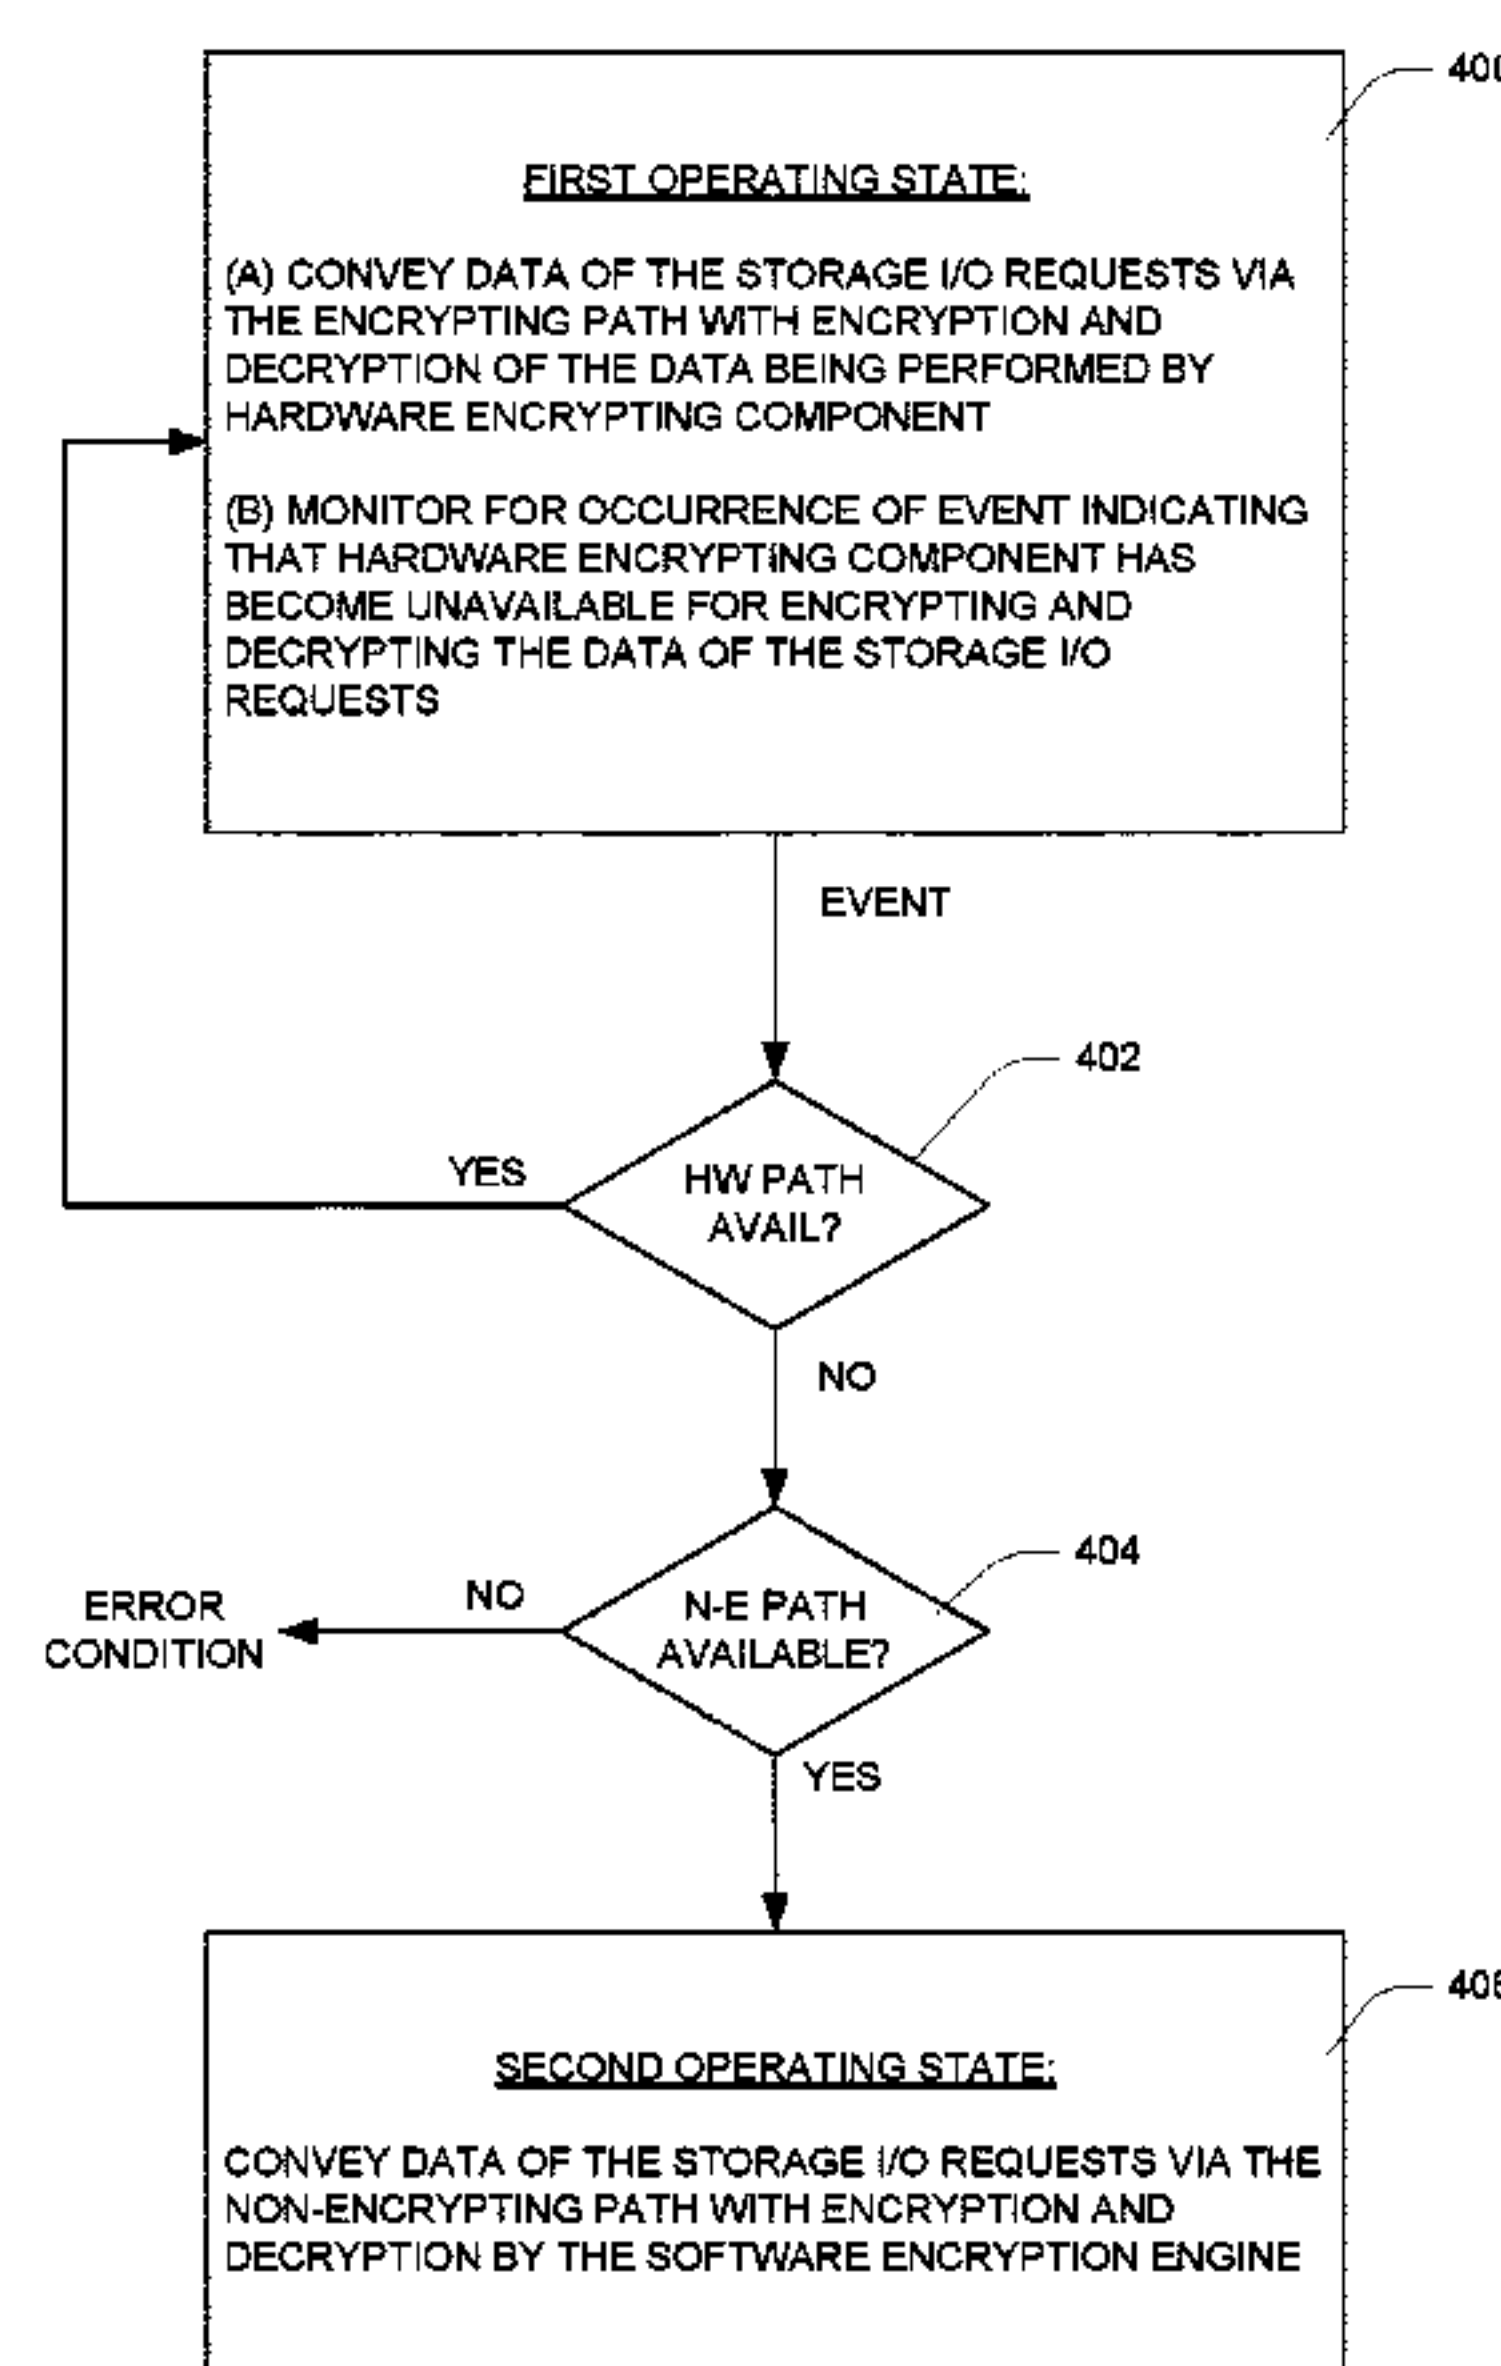 400
FIRST OPERATING STATE:
(A) CONVEY DATA OF THE STORAGE I/O REQUESTS VIA
THE ENCRYPTING PATH WITH ENCRYPTION AND
DECRYPTION OF THE DATA BEING PERFORMED BY
HARDWARE ENCRYPTING COMPONENT
(B) MONITOR FOR OCCURRENCE OF EVENT INDICATING
THAT HARDWARE ENCRYPTING COMPONENT HAS
BECOME UNAVAILABLE FOR ENCRYPTING AND
DECRYPTING THE DATA OF THE STORAGE I/O
REQUESTS
EVENT
402
YES
HW PATH
AVAIL?
NO
404
NO
N-E PATH
AVAILABLE?
ERROR
CONDITION
YES
406
SECOND OPERATING STATE:
CONVEY DATA OF THE STORAGE I/O REQUESTS VIA THE
NON-ENCRYPTING PATH WITH ENCRYPTION AND
DECRYPTION BY THE SOFTWARE ENCRYPTION ENGINE